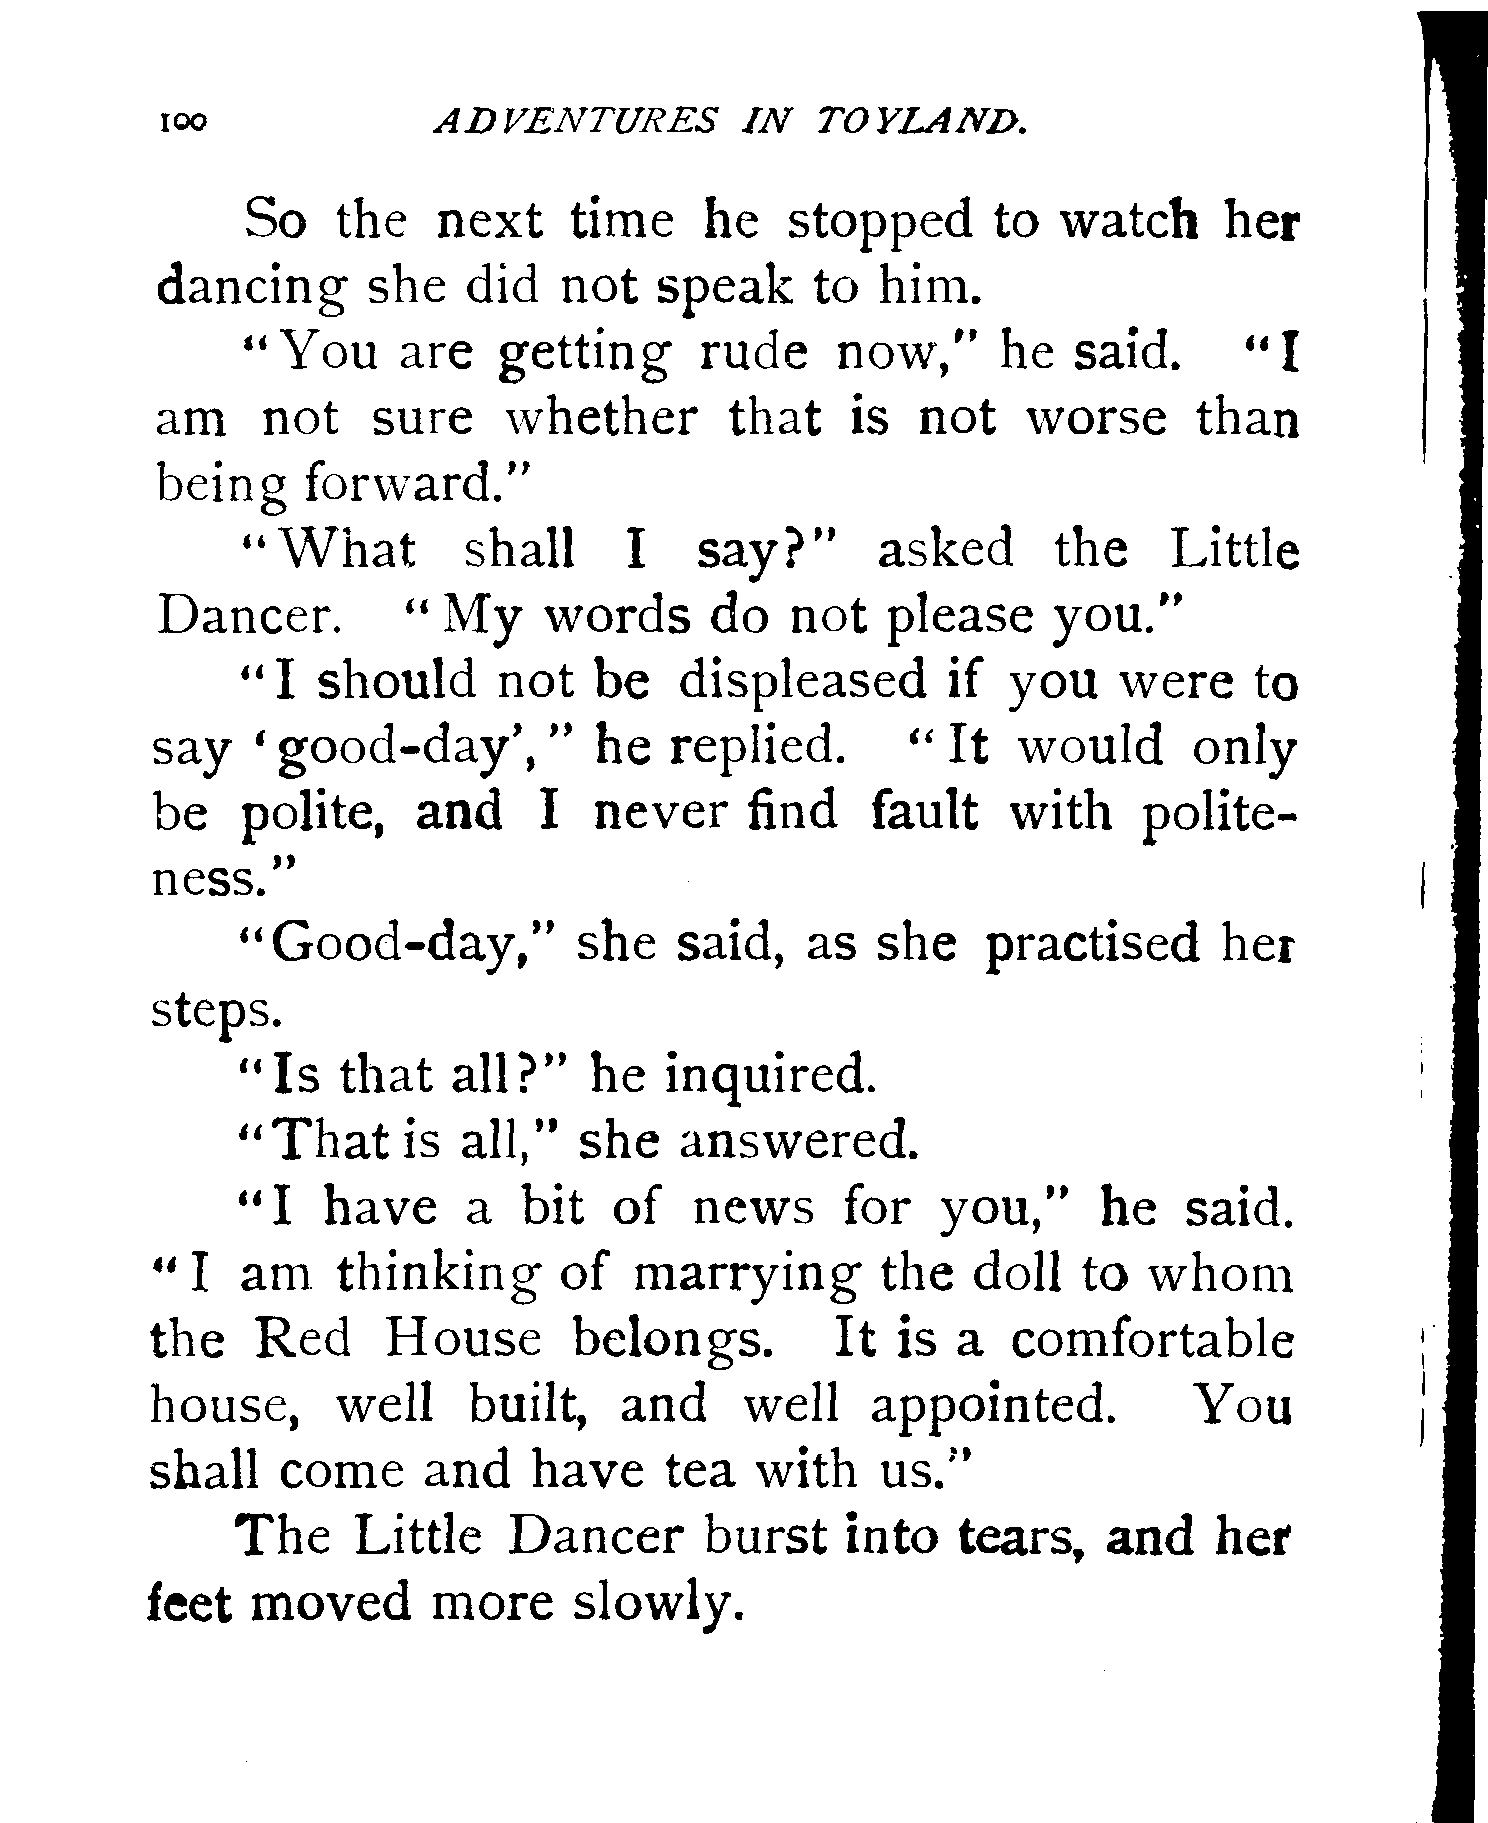 100 ADVENTURES IN TOYLAND.
So the next time he stopped to watch her
dancing she did not speak to him.
"You are getting rude now," he said. "I
am not sure whether that is not worse than
being forward."
"What shall I say?" asked the Little
Dancer. "My words do not please you."
"I should not be displeased if you were to
say 'good-day'," he replied. "It would only
be polite, and I never find fault with polite-
ness."
"Good-day," she said, as she practised her
steps.
"Is that all?" he inquired.
"That is all," she answered.
"I have a bit of news for you," he said.
"I am thinking of marrying the doll to whom
the Red House belongs. It is a comfortable
house, well built, and well appointed. You
shall come and have tea with us."
The Little Dancer burst into tears, and her
feet moved more slowly.